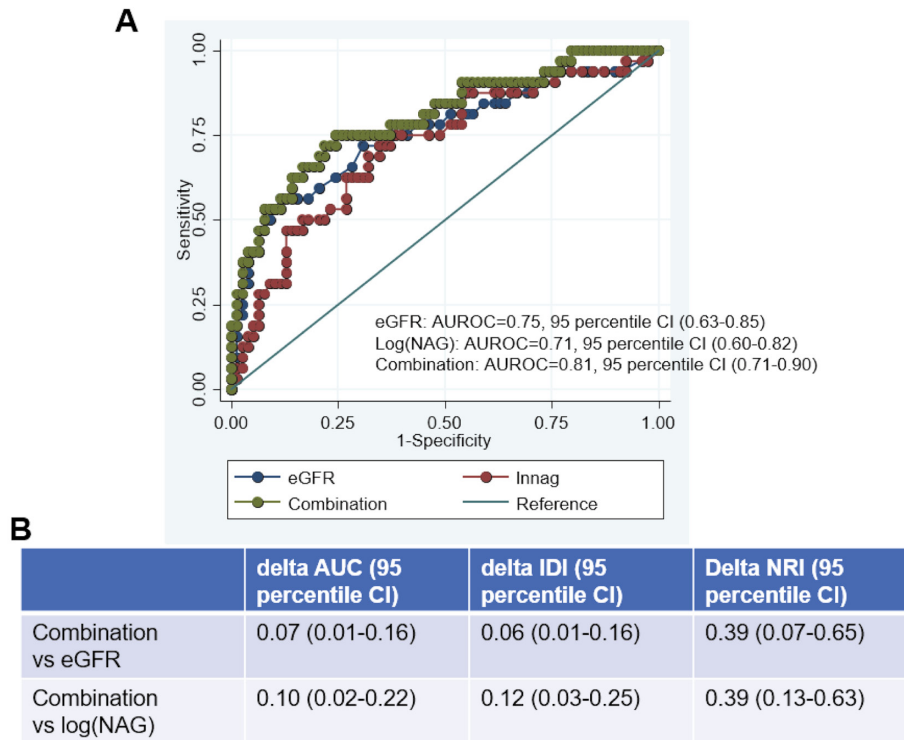 A
1.00
0.75
0.50
0.25
0.00
Sensitivity
eGFR: AUROC=0.75, 95 percentile CI (0.63-0.85)
Log(NAG): AUROC=0.71, 95 percentile CI (0.60-0.82)
Combination: AUROC=0.81, 95 percentile CI (0.71-0.90)
0.00 0.25 0.50 0.75 1.00
1-Specificity
eGFR lnnag
Combination Reference
B
delta AUC (95 delta IDI (95 Delta NRI (95
percentile CI) percentile CI) percentile CI)
Combination 0.07 (0.01-0.16) 0.06 (0.01-0.16) 0.39 (0.07-0.65)
vs eGFR
Combination 0.10 (0.02-0.22) 0.12 (0.03-0.25) 0.39 (0.13-0.63)
vs log(NAG)